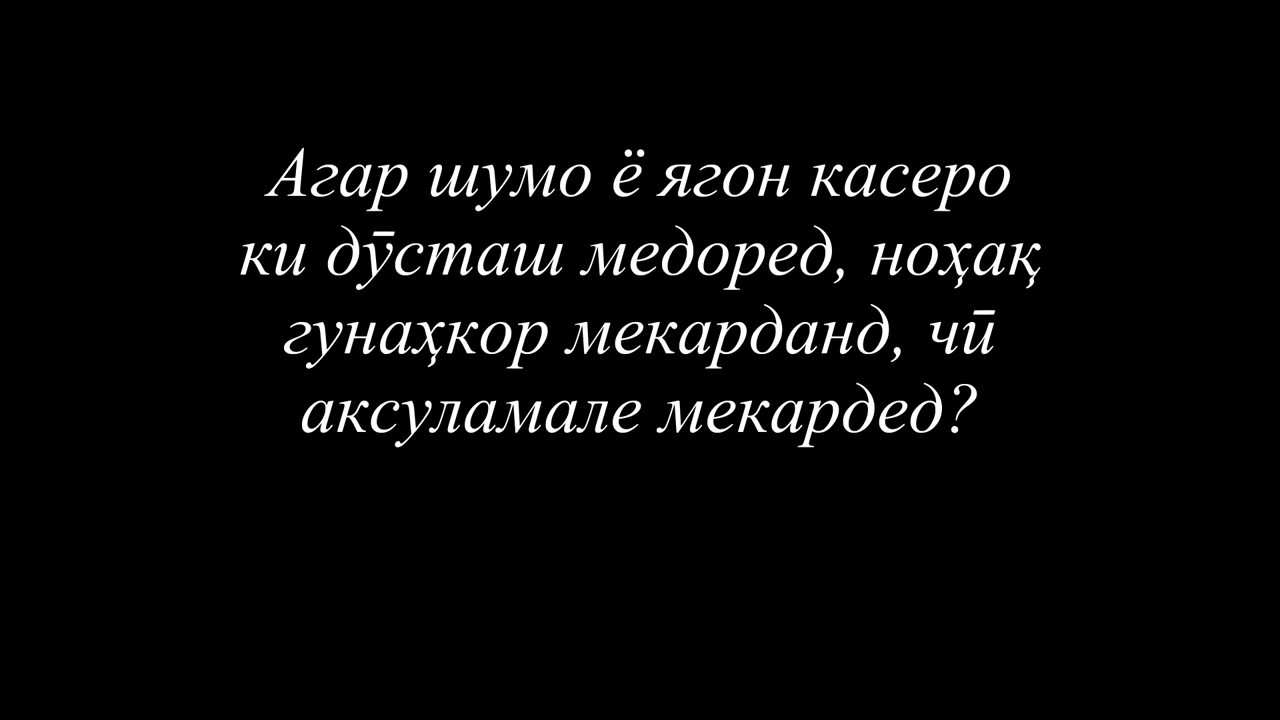 Агар шумо ё ягон касеро
ки дӯсташ медоред, ноҳақ
гунаҳкор мекарданд, чӣ
аксуламале мекардед?